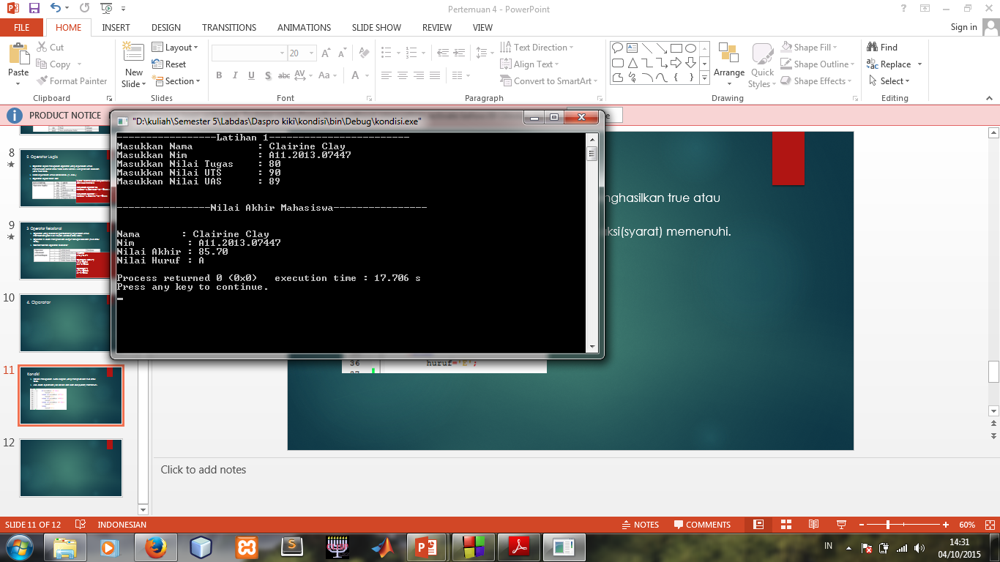 Pertemuan 4 - PowerPoint
FILE
HOME
INSERT
DESIGN
TRANSITIONS
ANIMATIONS
SLIDE SHOW
REVIEW
VIEW
Sign in
Paste
Cut
Copy
Format Painter
Clipboard
New
Slide
Layout
Reset
Section
Slides
20
B I U S abc AV Aa A
Font
Text Direction
Align Text
Convert to SmartArt
Paragraph
Arrange
Quick
Styles
Shape Fill
Shape Outline
Shape Effects
Drawing
Find
Replace
Select
Editing
PRODUCT NOTICE
"D:\kuliah\Semester 5\Labdas\Daspro kiki\kondisi\bin\Debug\kondisi.exe"
-----------------Latihan 1------------------------
Masukkan Nama : Clairine Clay
Masukkan Nim : A11.2013.07447
Masukkan Nilai Tugas : 80
Masukkan Nilai UTS : 90
Masukkan Nilai UAS : 89
----------------Nilai Akhir Mahasiswa----------------
Nama : Clairine Clay
Nim : A11.2013.07447
Nilai Akhir : 85.70
Nilai Huruf : A
Process returned 0 (0x0) execution time : 17.706 s
Press any key to continue.
true atau
memenuhi.
36 huruf='E';
8
2. Operator Logic
9
3. Operator Relasional
10
4. Operator
11
Kondisi
12
Click to add notes
SLIDE 11 OF 12
INDONESIAN
NOTES
COMMENTS
60%
IN
14:31
04/10/2015